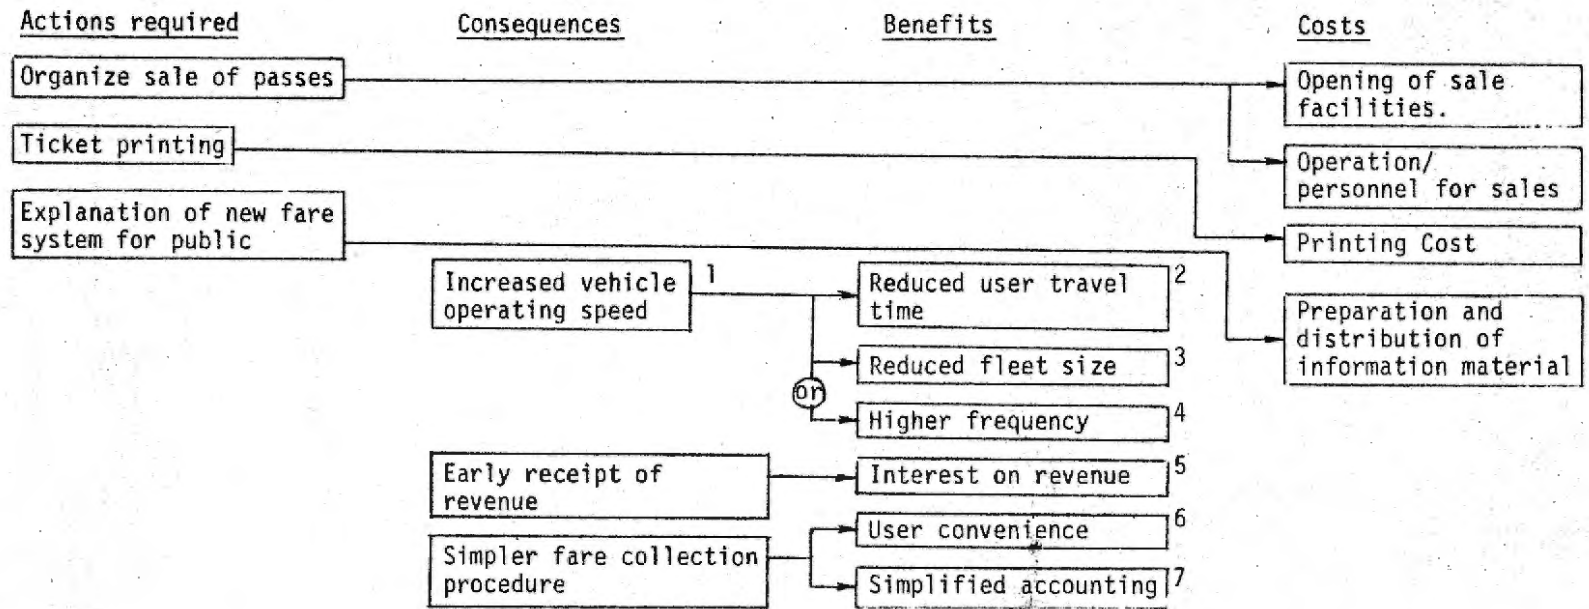 Actions required
Consequences
Benefits
Costs
Organize sale of passes
Opening of sale
facilities.
Ticket printing
Operation/
personnel for sales
Explanation of new fare
system for public
Printing Cost
Increased vehicle
operating speed
1
Reduced user travel
time
2
Preparation and
distribution of
information material
Reduced fleet size
3
or
Higher frequency
4
Early receipt of
revenue
Interest on revenue
5
Simpler fare collection
procedure
User convenience
6
Simplified accounting
7